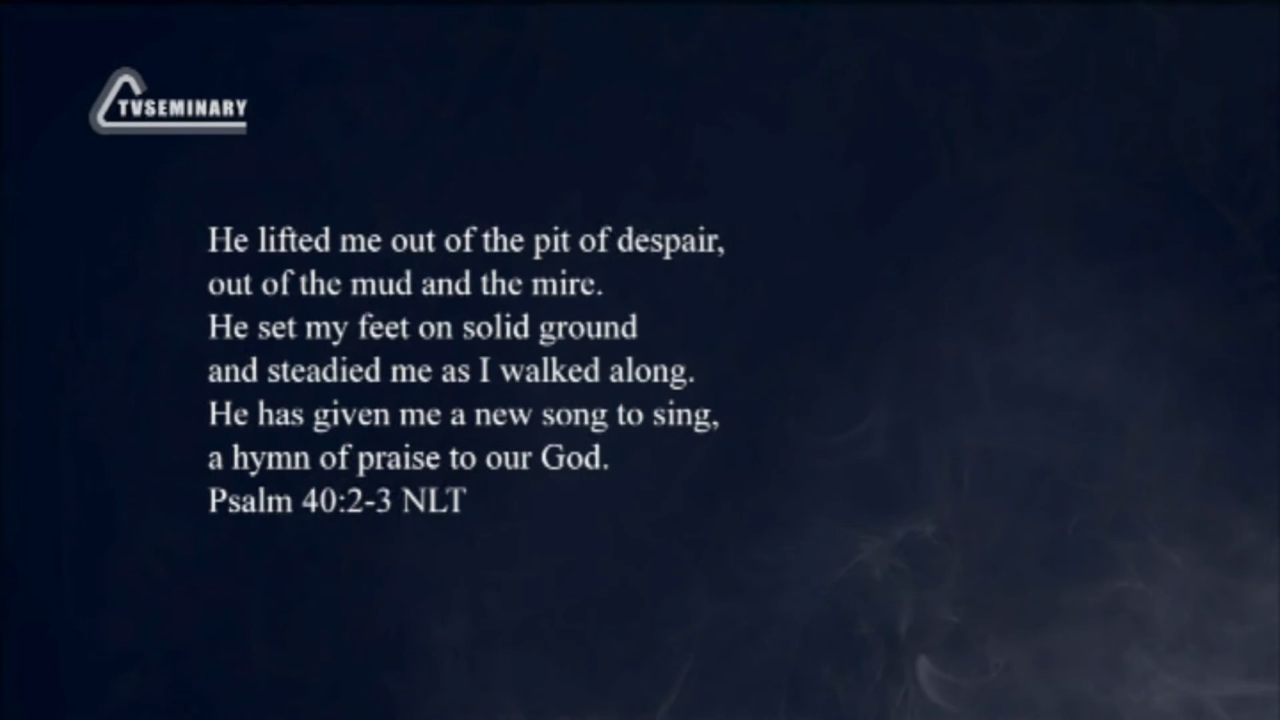 TVSEMINARY
He lifted me out of the pit of despair,
out of the mud and the mire.
He set my feet on solid ground
and steadied me as I walked along.
He has given me a new song to sing,
a hymn of praise to our God.
Psalm 40:2-3 NLT